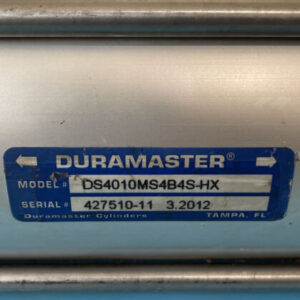 DURAMASTER®
MODEL # DS4010MS4B4S-HX
SERIAL # 427510-11 3.2012
Duramaster Cylinders TAMPA, FL